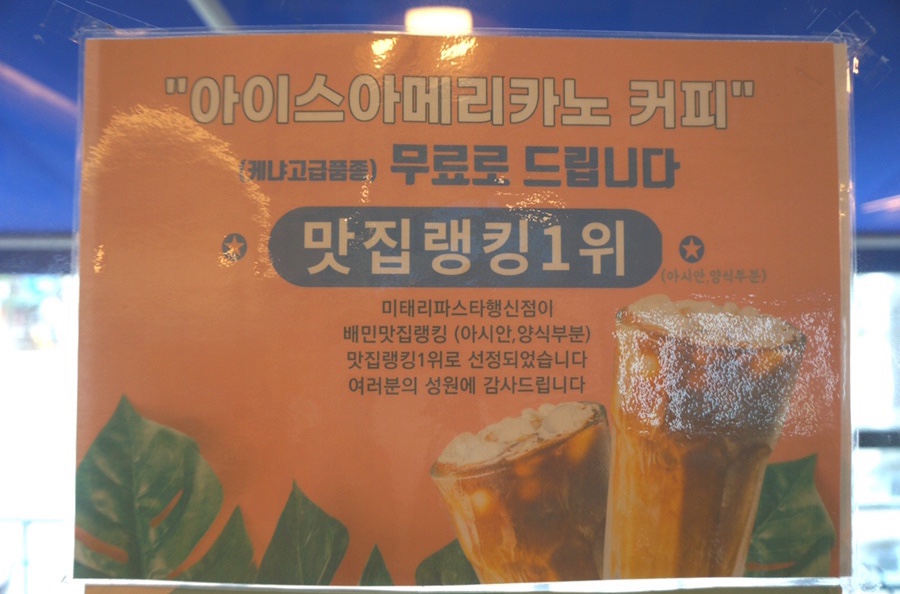 "아이스아메리카노 커피"
(케냐고급품종) 무료로 드립니다
맛집랭킹1위
(아시안,양식부분)
미태리파스타행신점이
배민맛집랭킹 (아시안,양식부분)
맛집랭킹1위로 선정되었습니다
여러분의 성원에 감사드립니다